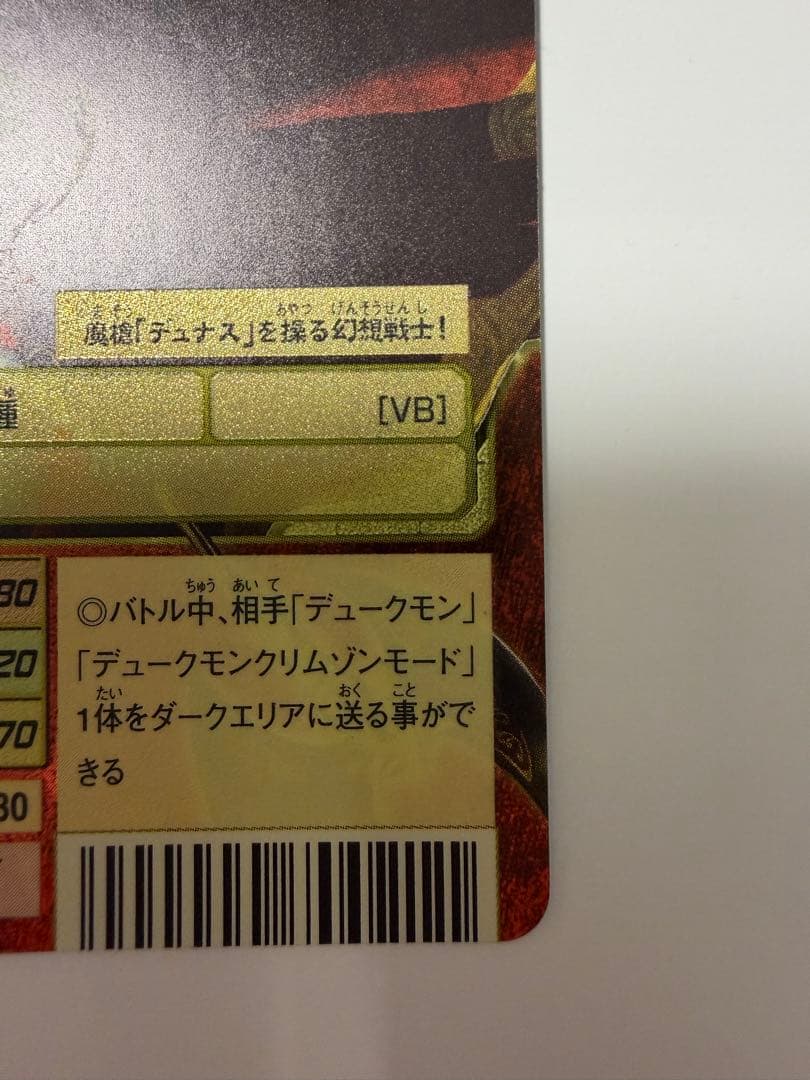 魔槍「デュナス」を操る幻想戦士!
種
[VB]
80
◎バトル中、相手「デュークモン」
20
「デュークモンクリムゾンモード」
70
1体をダークエリアに送る事がで
きる
30